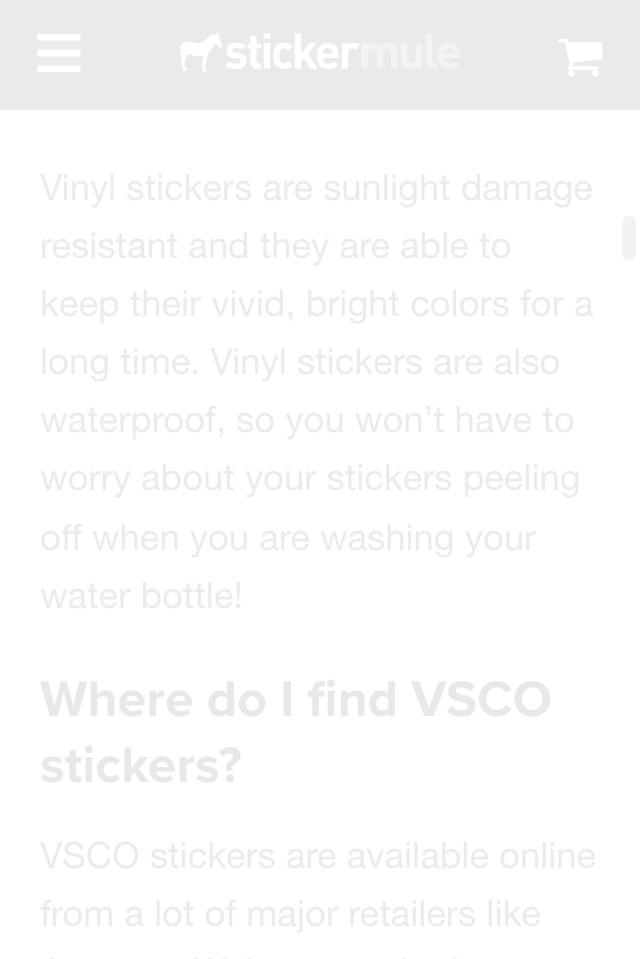 stickermule
Vinyl stickers are sunlight damage
resistant and they are able to
keep their vivid, bright colors for a
long time. Vinyl stickers are also
waterproof, so you won’t have to
worry about your stickers peeling
off when you are washing your
water bottle!
Where do I find VSCO
stickers?
VSCO stickers are available online
from a lot of major retailers like